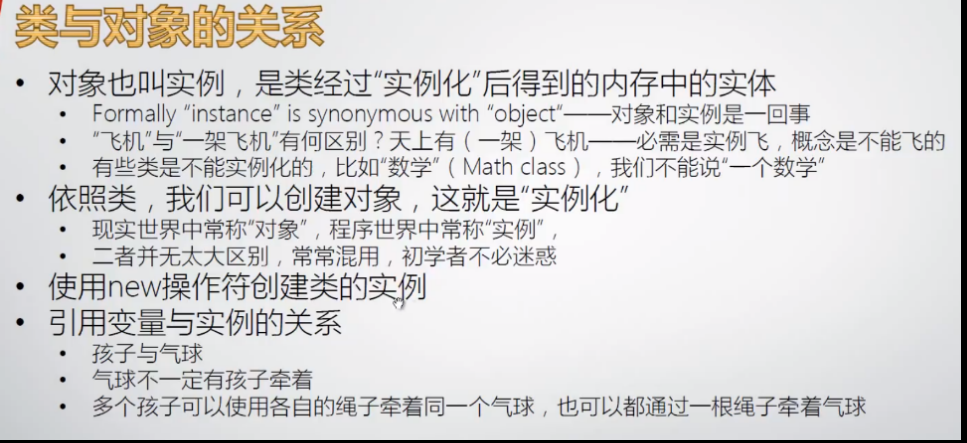 类与对象的关系
• 对象也叫实例，是类经过“实例化”后得到的内存中的实体
• Formally “instance” is synonymous with “object“——对象和实例是一回事
• “飞机”与“一架飞机”有何区别？天上有（一架）飞机——必需是实例飞，概念是不能飞的
• 有些类是不能实例化的，比如“数学”（Math class），我们不能说“一个数学”
• 依照类，我们可以创建对象，这就是“实例化”
• 现实世界中常称“对象”，程序世界中常称“实例”，
• 二者并无太大区别，常常混用，初学者不必迷惑
• 使用new操作符创建类的实例
• 引用变量与实例的关系
• 孩子与气球
• 气球不一定有孩子牵着
• 多个孩子可以使用各自的绳子牵着同一个气球，也可以都通过一根绳子牵着气球